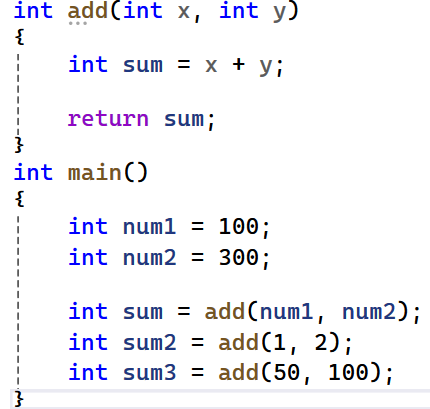 int add(int x, int y)
{
    int sum = x + y;
    return sum;
}
int main()
{
    int num1 = 100;
    int num2 = 300;
    int sum = add(num1, num2);
    int sum2 = add(1, 2);
    int sum3 = add(50, 100);
}